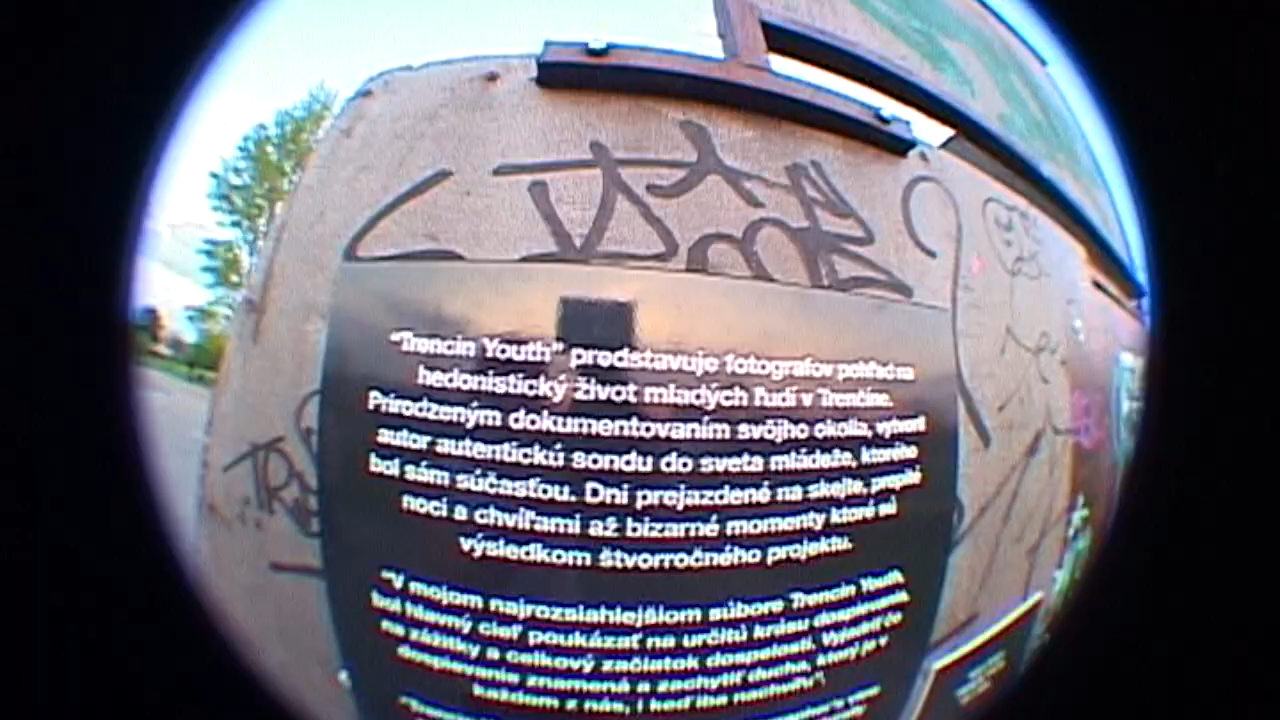 "Trencin Youth" predstavuje fotografov pohľad na
hedonistický život mladých ľudí v Trenčíne.
Prirodzeným dokumentovaním svôjho okolia, vytvoril
autor autentickú sondu do sveta mládeže, ktorého
bol sám súčasťou. Dni prejazdené na skejte, prepité
noci a chvíľami až bizarné momenty ktoré sú
výsledkom štvorročného projektu.
"V mojom najrozsiahlejšiom súbore Trencin Youth
bol hlavný cieľ poukázať na určitú krásu dospievania,
na zážitky a celkový začiatok dospelosti. Vyjadriť čo
dospievanie znamená a zachytiť ducha, ktorý je v
každom z nás, i keď iba nachvíľu."